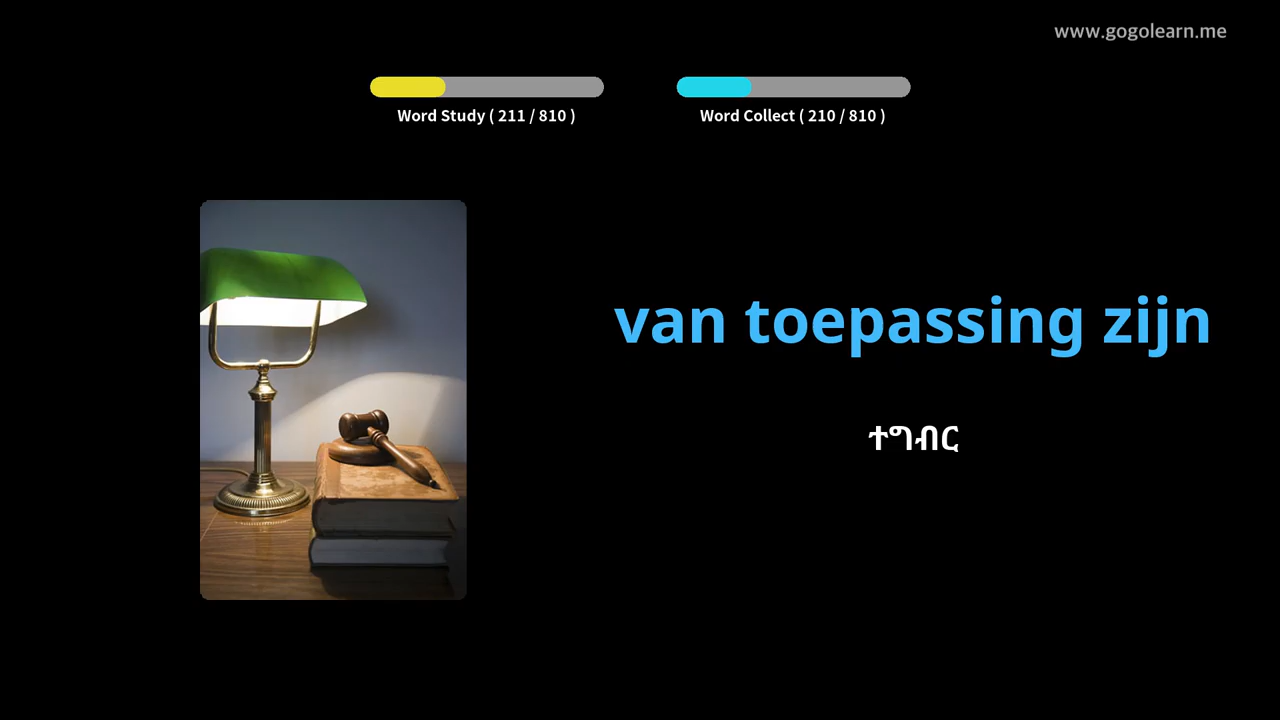 www.gogolearn.me
Word Study ( 211 / 810 )
Word Collect ( 210 / 810 )
van toepassing zijn
ተግብር